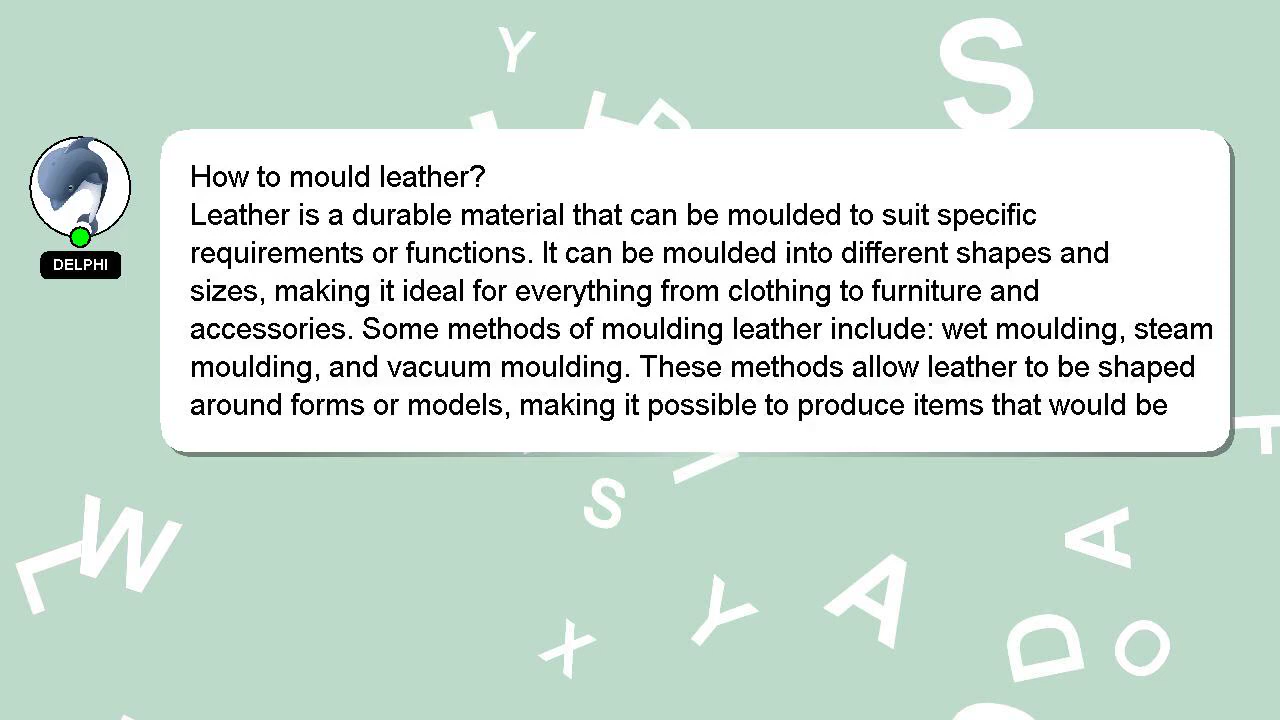 How to mould leather?
Leather is a durable material that can be moulded to suit specific
requirements or functions. It can be moulded into different shapes and
sizes, making it ideal for everything from clothing to furniture and
accessories. Some methods of moulding leather include: wet moulding, steam
moulding, and vacuum moulding. These methods allow leather to be shaped
around forms or models, making it possible to produce items that would be
DELPHI
Y
S
S
W
L
A
A
Y
X
D
O